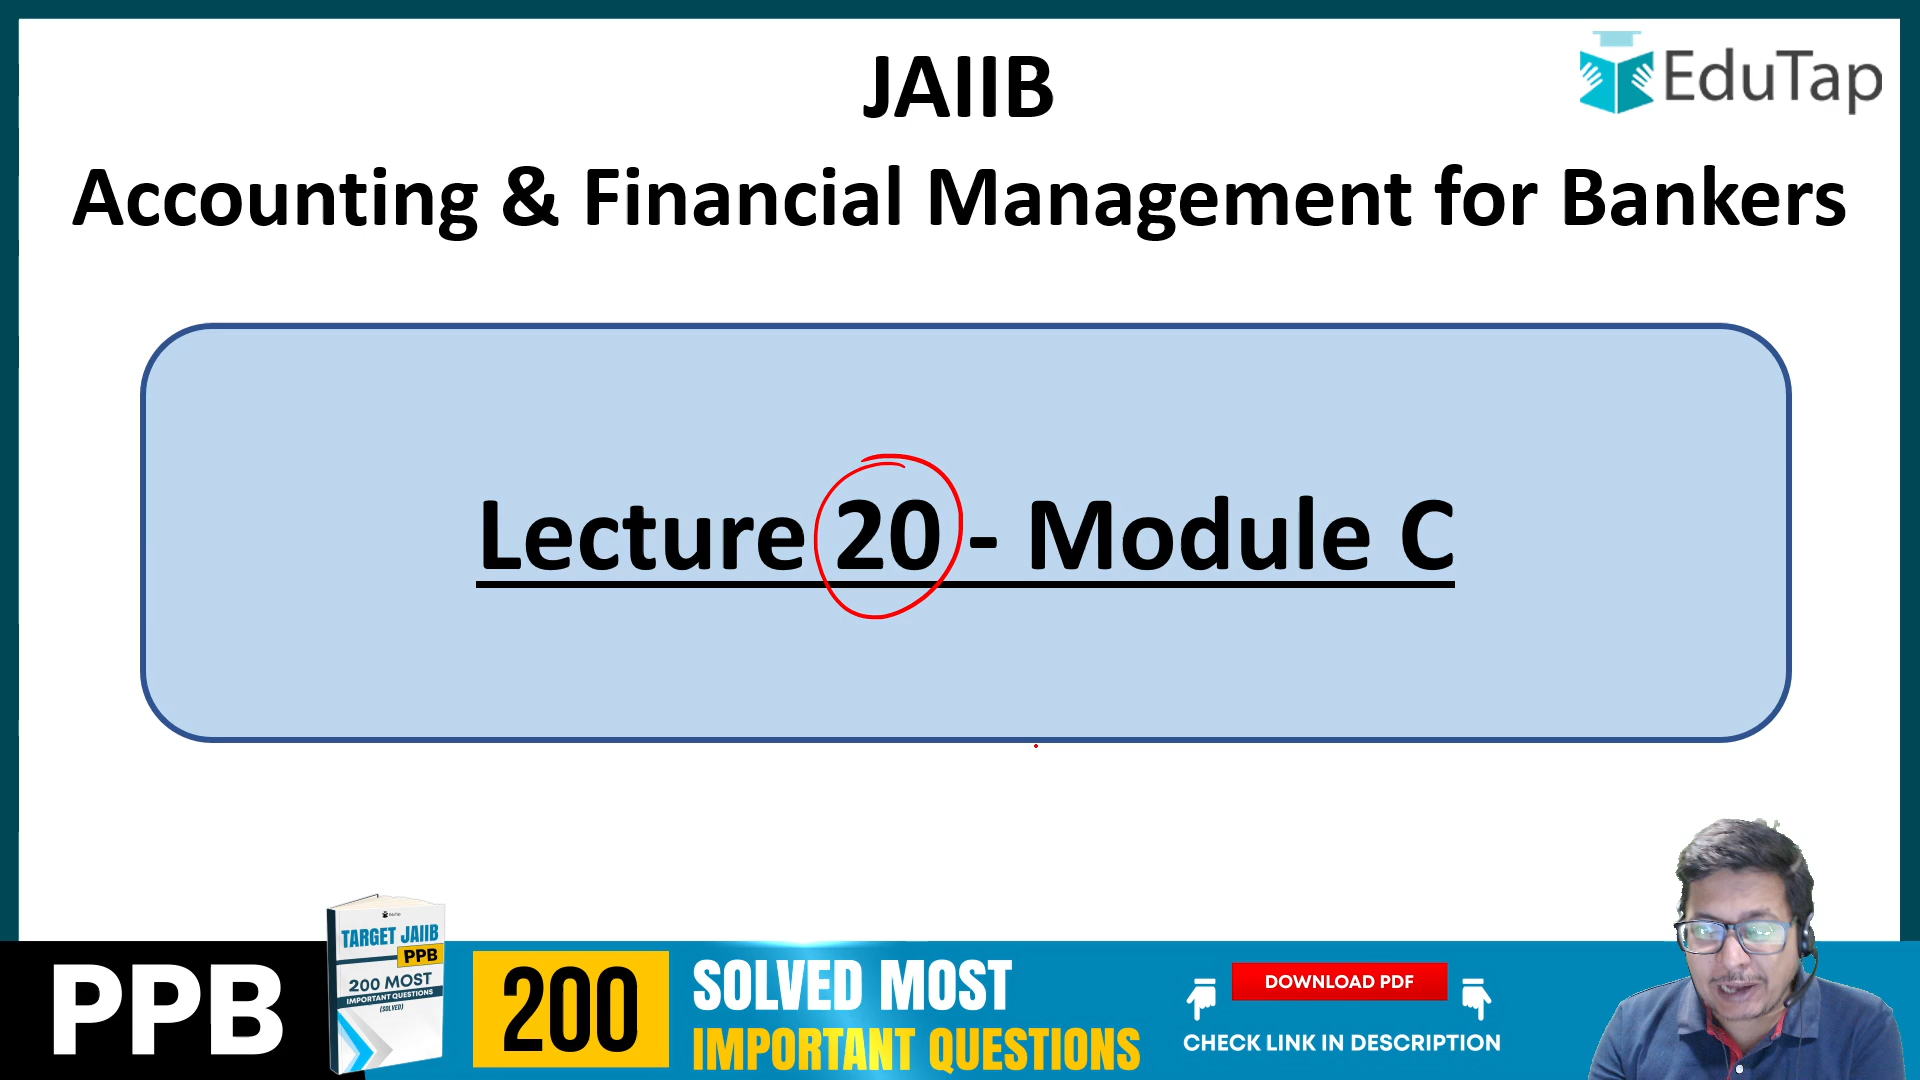 JAIIB
EduTap
Accounting & Financial Management for Bankers
Lecture 20 - Module C
PPB
TARGET JAIIB
PPB
200 MOST
IMPORTANT QUESTIONS
(SOLVED)
200
SOLVED MOST
IMPORTANT QUESTIONS
DOWNLOAD PDF
CHECK LINK IN DESCRIPTION